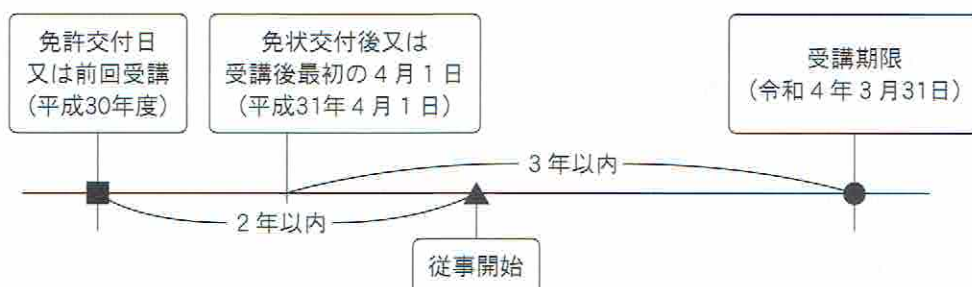 免許交付日
又は前回受講
（平成30年度）
免状交付後又は
受講後最初の４月１日
（平成31年４月１日）
受講期限
（令和４年３月31日）
３年以内
２年以内
従事開始